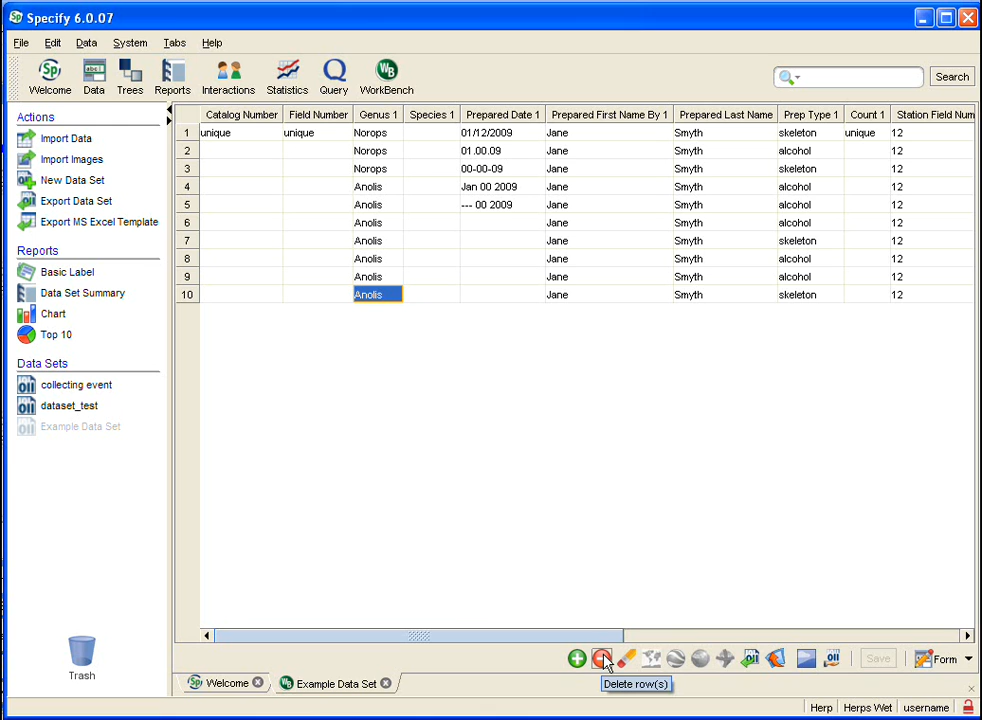 Specify 6.0.07
File Edit Data System Tabs Help
Welcome Data Trees Reports Interactions Statistics Query WorkBench Search
Actions
Import Data
Import Images
New Data Set
Export Data Set
Export MS Excel Template
Reports
Basic Label
Data Set Summary
Chart
Top 10
Data Sets
collecting event
dataset_test
Example Data Set
Trash
Catalog Number Field Number Genus 1 Species 1 Prepared Date 1 Prepared First Name By 1 Prepared Last Name Prep Type 1 Count 1 Station Field Num
1 unique unique Norops 01/12/2009 Jane Smyth skeleton unique 12
2 Norops 01.00.09 Jane Smyth alcohol 12
3 Norops 00-00-09 Jane Smyth skeleton 12
4 Anolis Jan 00 2009 Jane Smyth alcohol 12
5 Anolis --- 00 2009 Jane Smyth alcohol 12
6 Anolis Jane Smyth alcohol 12
7 Anolis Jane Smyth skeleton 12
8 Anolis Jane Smyth alcohol 12
9 Anolis Jane Smyth alcohol 12
10 Anolis Jane Smyth skeleton 12
Save Form
Delete row(s)
Welcome Example Data Set
Herp Herps Wet username